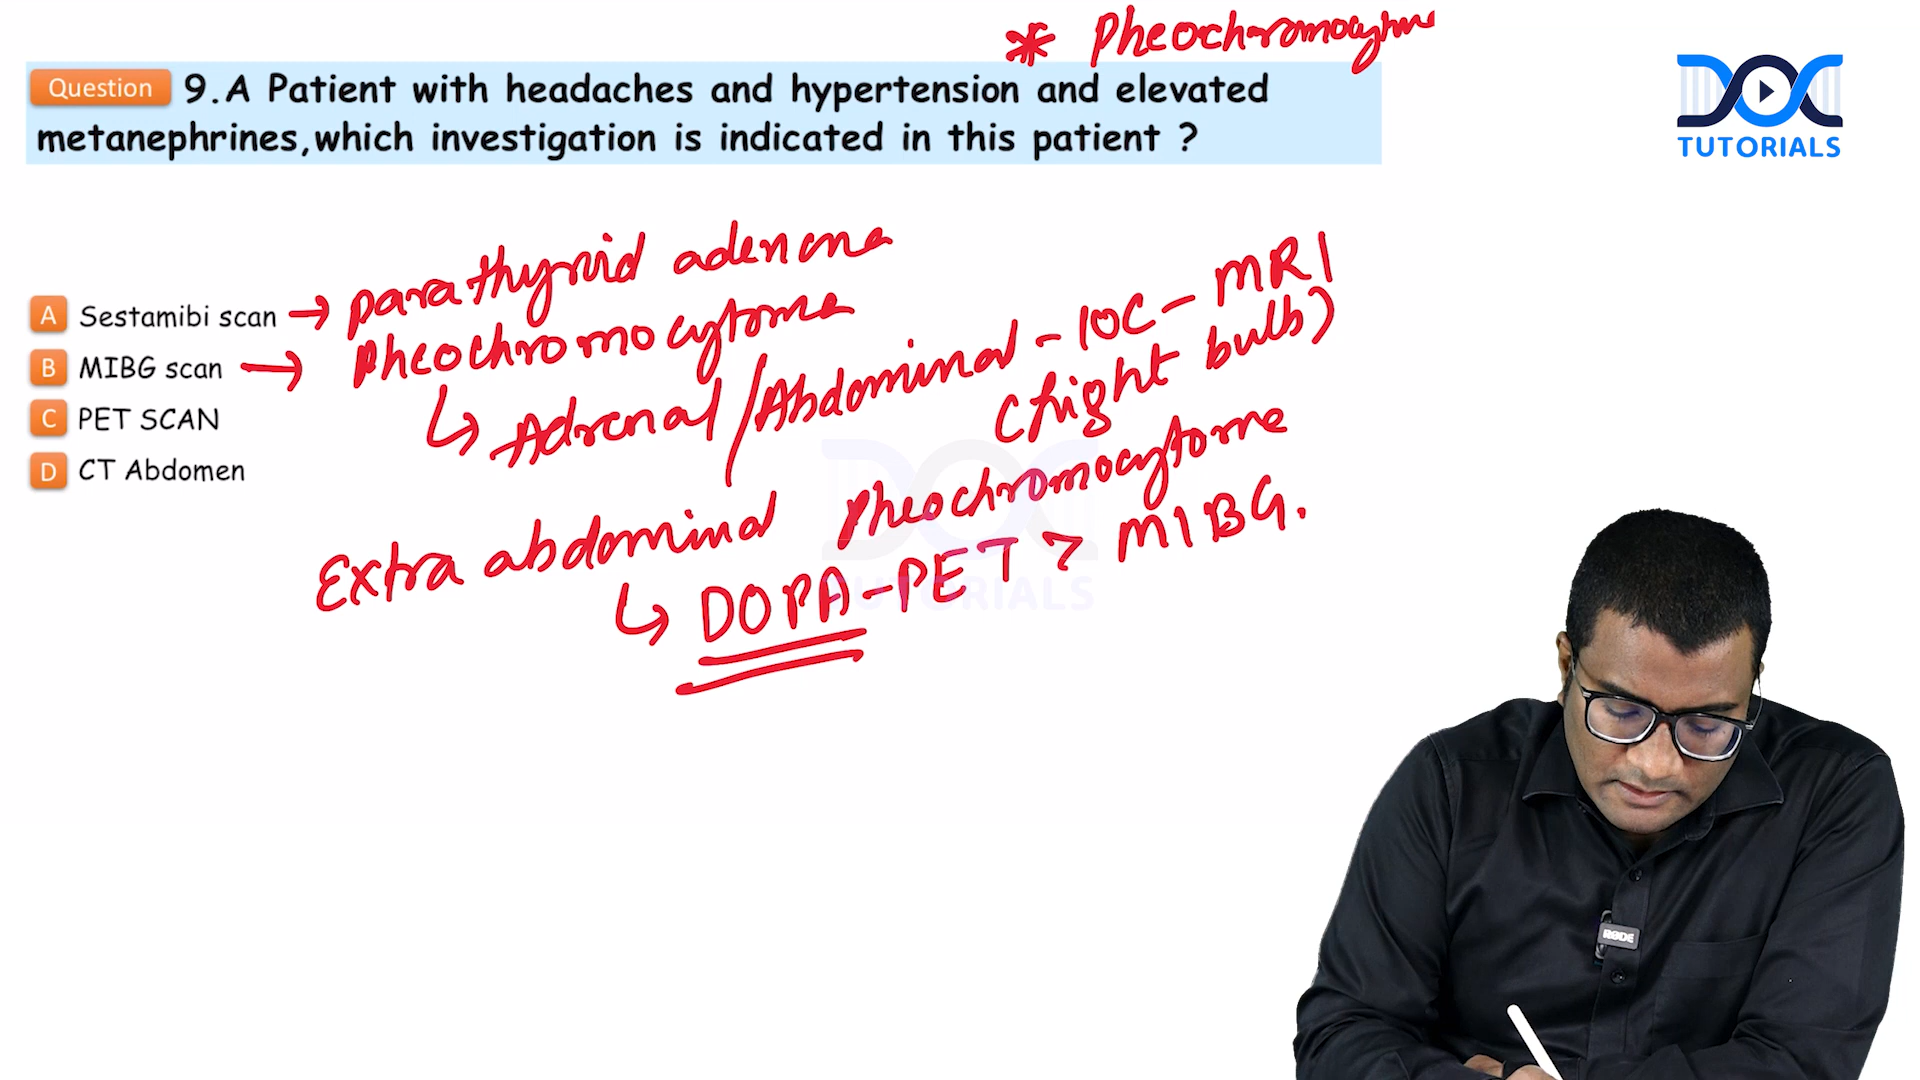 * Pheochromocytoma
Question 9.A Patient with headaches and hypertension and elevated
metanephrines,which investigation is indicated in this patient ?
DOC
TUTORIALS
A Sestamibi scan → parathyroid adenoma
B MIBG scan → Pheochromocytoma
↳ Adrenal/Abdominal - IOC - MRI
(light bulb)
C PET SCAN
D CT Abdomen
Extra abdominal Pheochromocytoma
↳ DOPA-PET > MIBG.
TUTORIALS
RODE